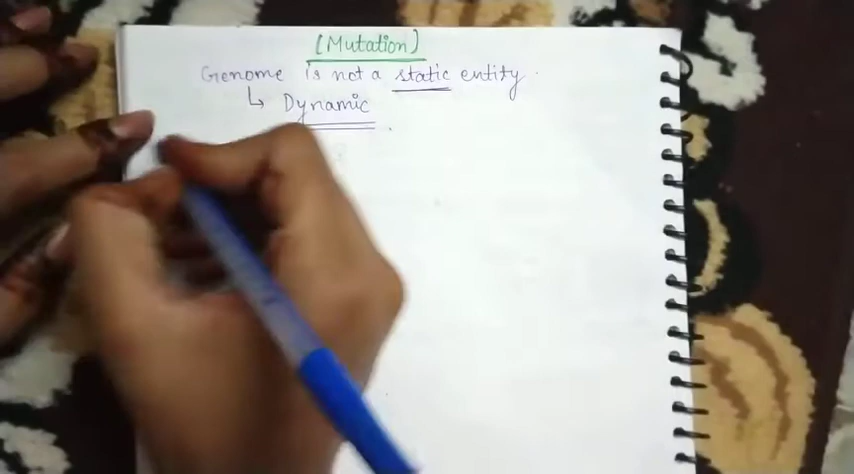 [Mutation]
Genome is not a static entity.
↳ Dynamic.